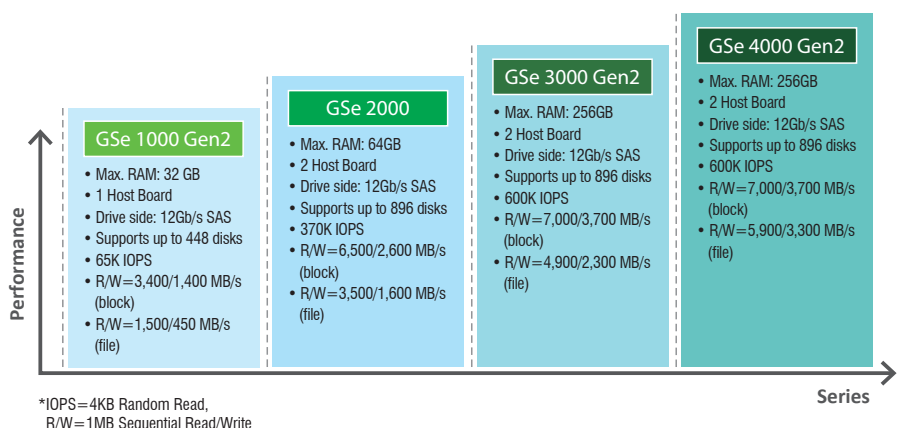 Performance
GSe 1000 Gen2
• Max. RAM: 32 GB
• 1 Host Board
• Drive side: 12Gb/s SAS
• Supports up to 448 disks
• 65K IOPS
• R/W=3,400/1,400 MB/s
(block)
• R/W=1,500/450 MB/s
(file)
GSe 2000
• Max. RAM: 64GB
• 2 Host Board
• Drive side: 12Gb/s SAS
• Supports up to 896 disks
• 370K IOPS
• R/W=6,500/2,600 MB/s
(block)
• R/W=3,500/1,600 MB/s
(file)
GSe 3000 Gen2
• Max. RAM: 256GB
• 2 Host Board
• Drive side: 12Gb/s SAS
• Supports up to 896 disks
• 600K IOPS
• R/W=7,000/3,700 MB/s
(block)
• R/W=4,900/2,300 MB/s
(file)
GSe 4000 Gen2
• Max. RAM: 256GB
• 2 Host Board
• Drive side: 12Gb/s SAS
• Supports up to 896 disks
• 600K IOPS
• R/W=7,000/3,700 MB/s
(block)
• R/W=5,900/3,300 MB/s
(file)
Series
*IOPS=4KB Random Read,
R/W=1MB Sequential Read/Write